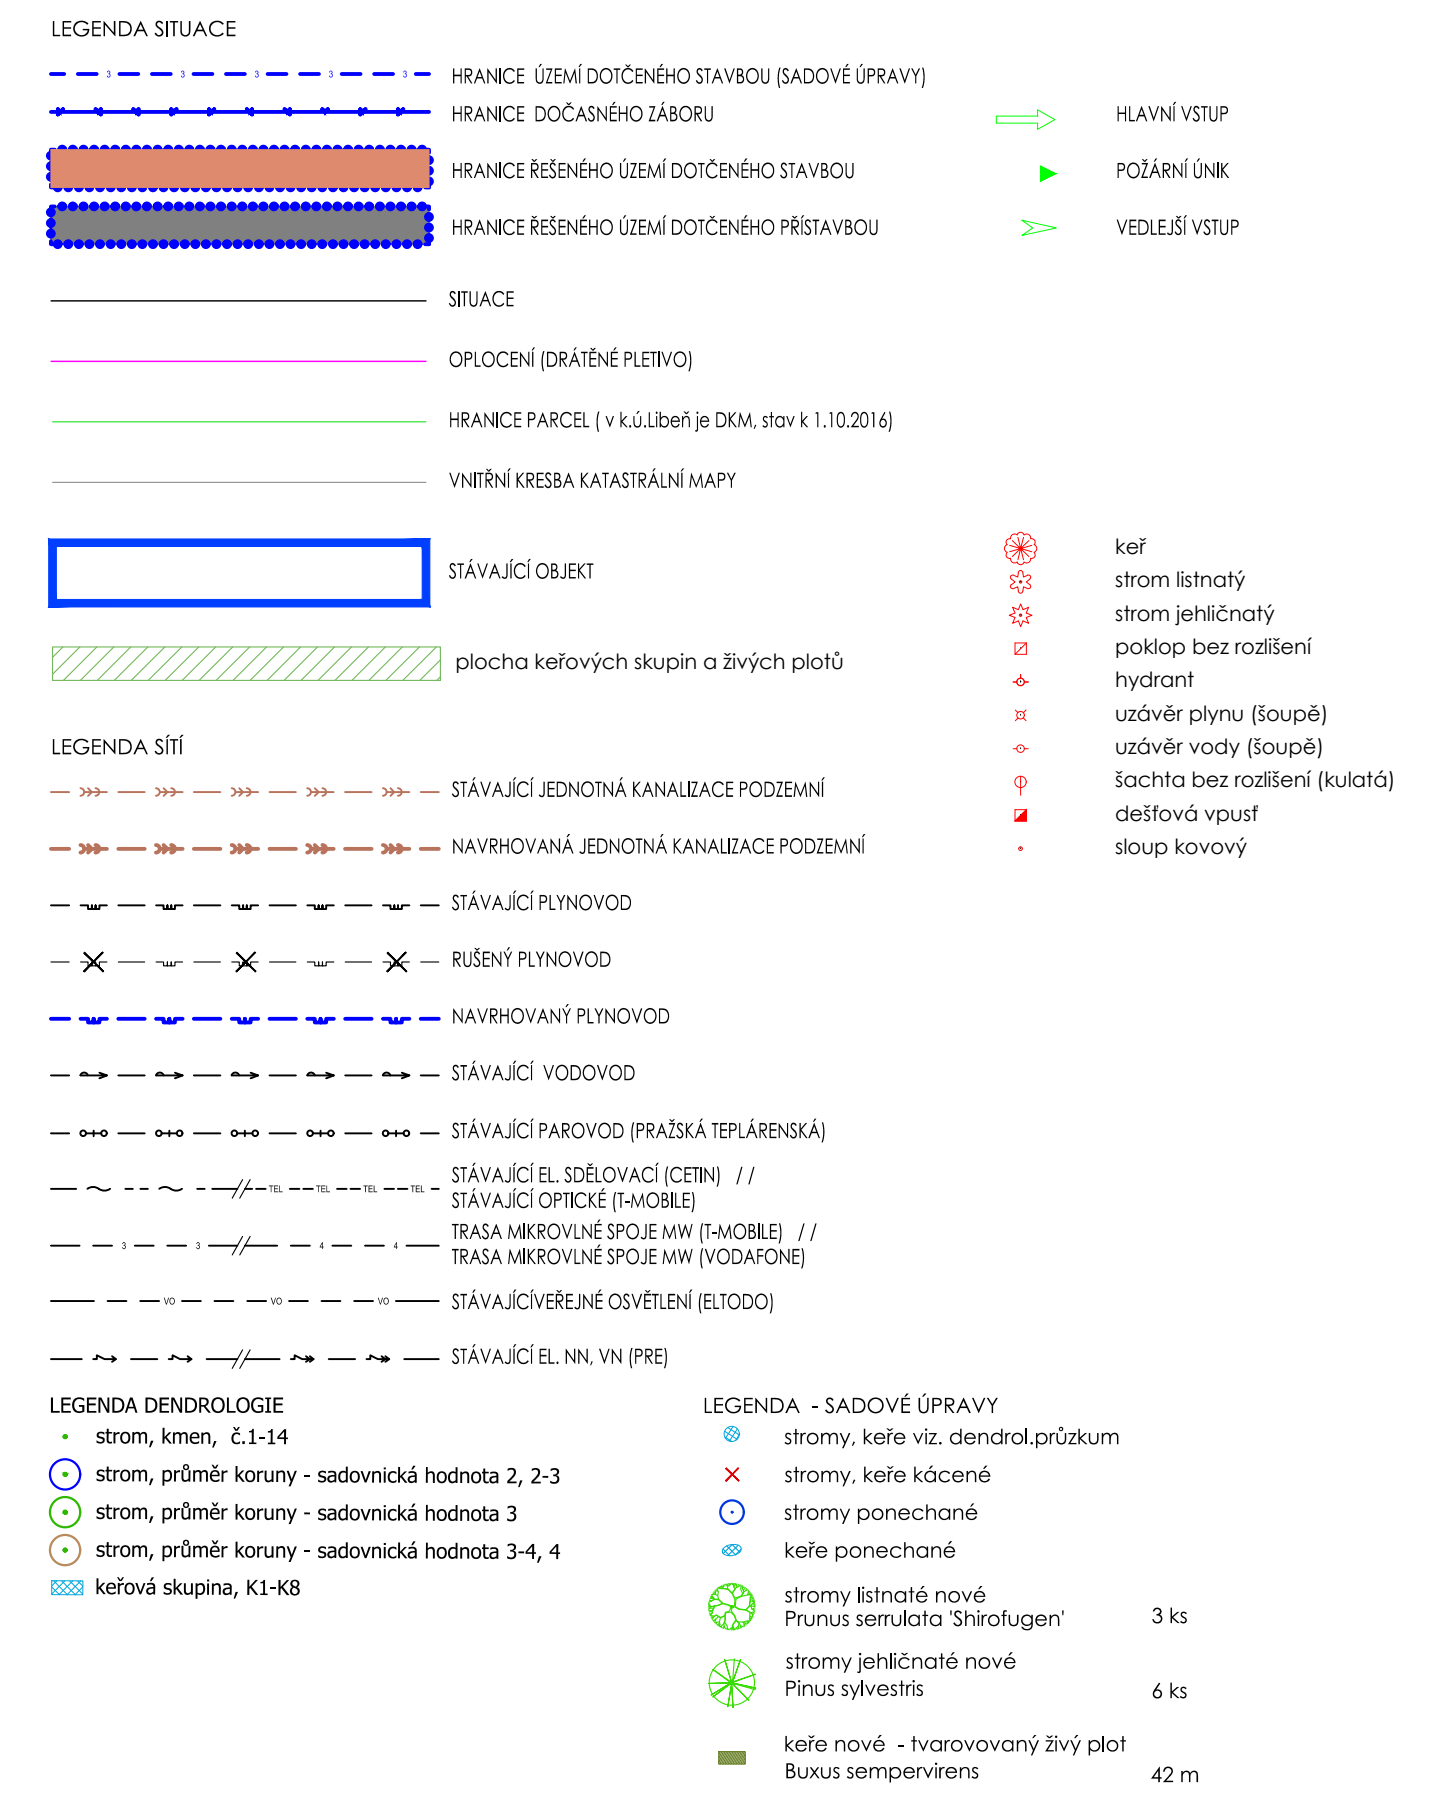 LEGENDA SITUACE
3 3 3 3 3
HRANICE ÚZEMÍ DOTČENÉHO STAVBOU (SADOVÉ ÚPRAVY)
HRANICE DOČASNÉHO ZÁBORU
HRANICE ŘEŠENÉHO ÚZEMÍ DOTČENÉHO STAVBOU
HRANICE ŘEŠENÉHO ÚZEMÍ DOTČENÉHO PŘÍSTAVBOU
HLAVNÍ VSTUP
POŽÁRNÍ ÚNIK
VEDLEJŠÍ VSTUP
SITUACE
OPLOCENÍ (DRÁTĚNÉ PLETIVO)
HRANICE PARCEL ( v k.ú.Libeň je DKM, stav k 1.10.2016)
VNITŘNÍ KRESBA KATASTRÁLNÍ MAPY
STÁVAJÍCÍ OBJEKT
plocha keřových skupin a živých plotů
keř
strom listnatý
strom jehličnatý
poklop bez rozlišení
hydrant
uzávěr plynu (šoupě)
uzávěr vody (šoupě)
šachta bez rozlišení (kulatá)
dešťová vpusť
sloup kovový
LEGENDA SÍTÍ
STÁVAJÍCÍ JEDNOTNÁ KANALIZACE PODZEMNÍ
NAVRHOVANÁ JEDNOTNÁ KANALIZACE PODZEMNÍ
STÁVAJÍCÍ PLYNOVOD
RUŠENÝ PLYNOVOD
NAVRHOVANÝ PLYNOVOD
STÁVAJÍCÍ VODOVOD
STÁVAJÍCÍ PAROVOD (PRAŽSKÁ TEPLÁRENSKÁ)
TEL TEL TEL TEL
STÁVAJÍCÍ EL. SDĚLOVACÍ (CETIN) / /
STÁVAJÍCÍ OPTICKÉ (T-MOBILE)
3 3 4 4
TRASA MIKROVLNÉ SPOJE MW (T-MOBILE) / /
TRASA MIKROVLNÉ SPOJE MW (VODAFONE)
VO VO VO
STÁVAJÍCÍVEŘEJNÉ OSVĚTLENÍ (ELTODO)
STÁVAJÍCÍ EL. NN, VN (PRE)
LEGENDA DENDROLOGIE
strom, kmen, č.1-14
strom, průměr koruny - sadovnická hodnota 2, 2-3
strom, průměr koruny - sadovnická hodnota 3
strom, průměr koruny - sadovnická hodnota 3-4, 4
keřová skupina, K1-K8
LEGENDA - SADOVÉ ÚPRAVY
stromy, keře viz. dendrol.průzkum
stromy, keře kácené
stromy ponechané
keře ponechané
stromy listnaté nové
Prunus serrulata 'Shirofugen' 3 ks
stromy jehličnaté nové
Pinus sylvestris 6 ks
keře nové - tvarovovaný živý plot
Buxus sempervirens 42 m